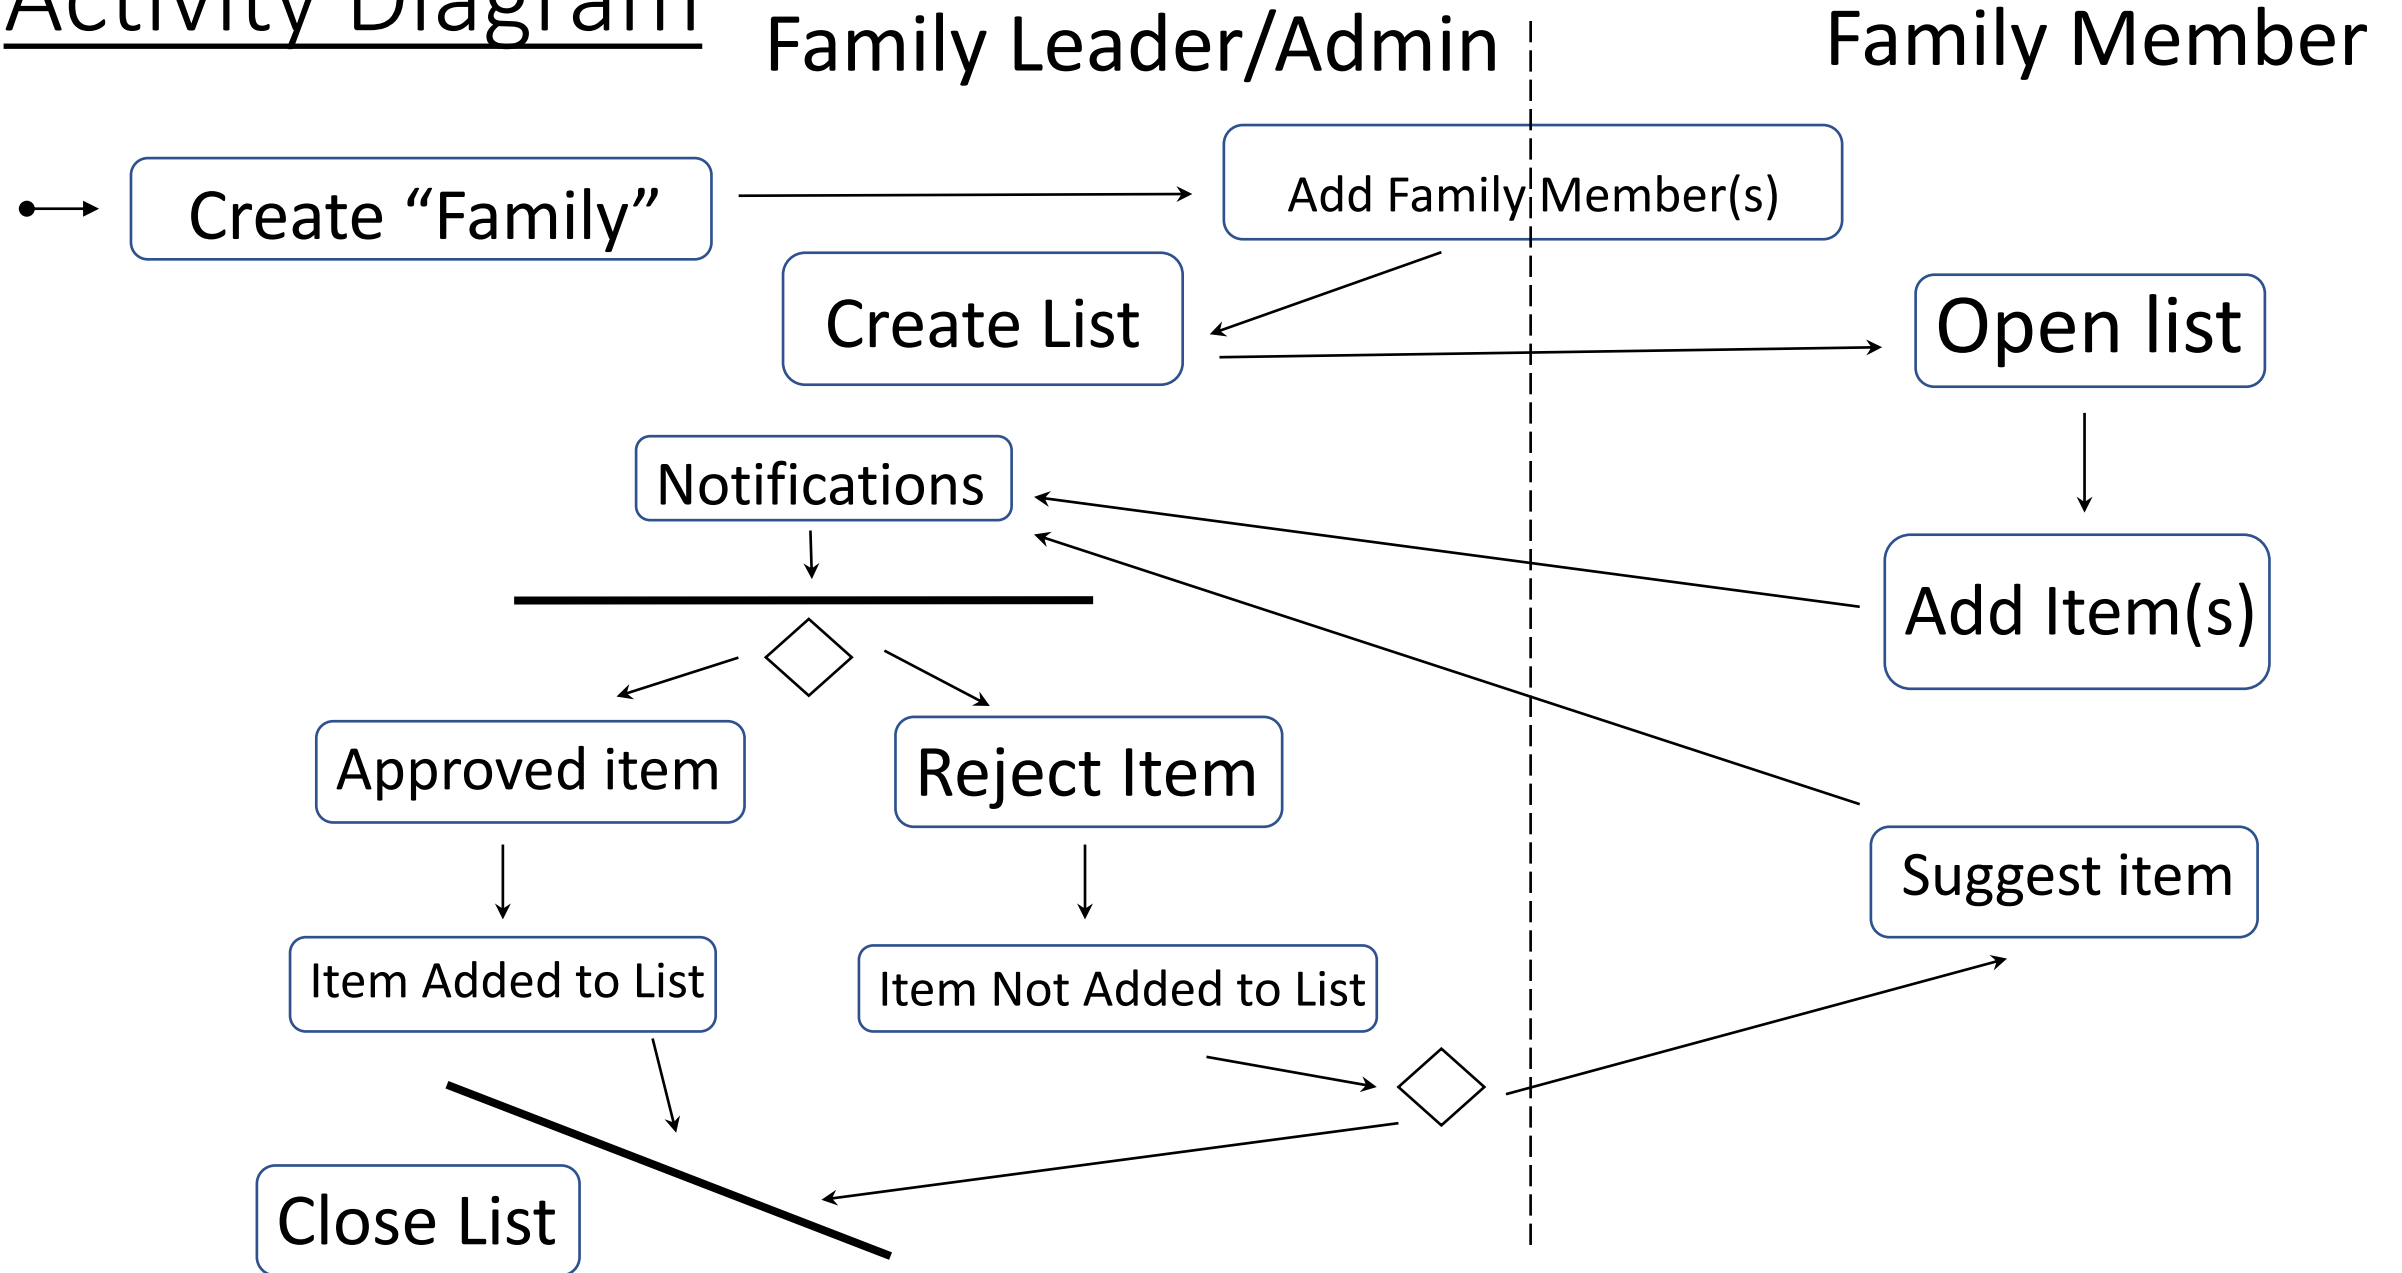 Activity Diagram
Family Leader/Admin
Family Member
Create “Family”
Add Family Member(s)
Create List
Open list
Notifications
Add Item(s)
Approved item
Reject Item
Suggest item
Item Added to List
Item Not Added to List
Close List